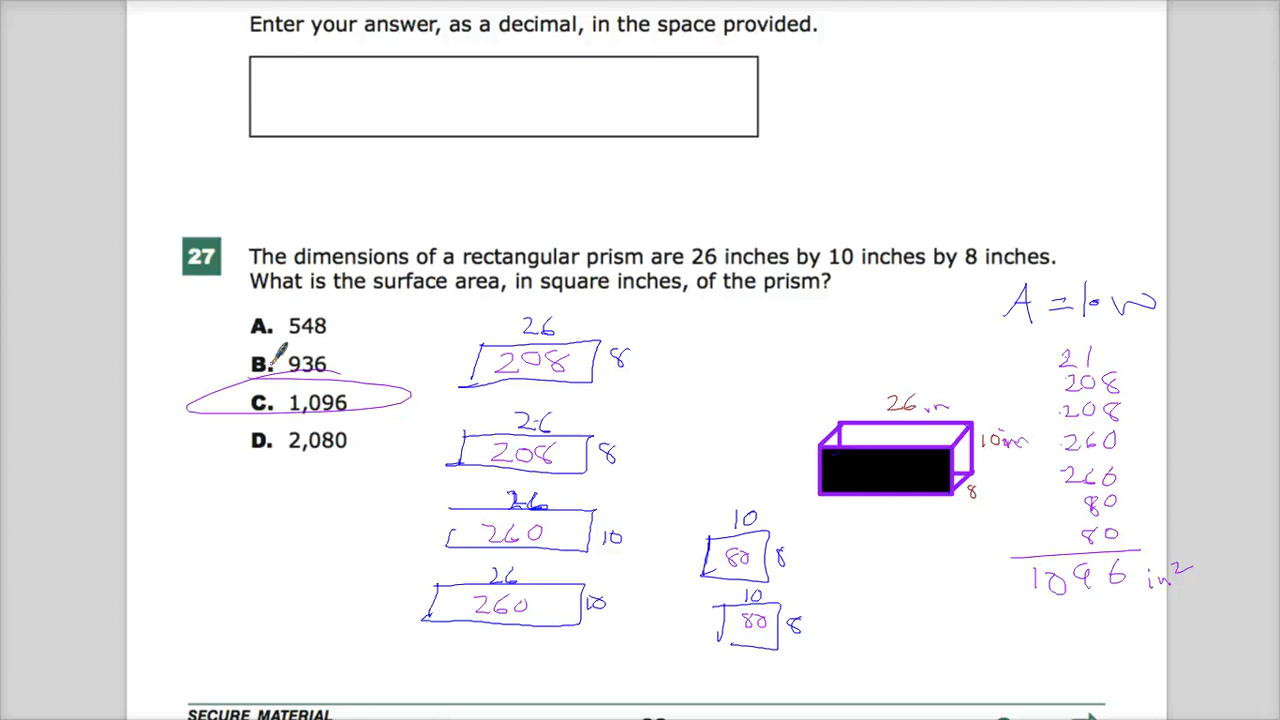 Enter your answer, as a decimal, in the space provided.
27 The dimensions of a rectangular prism are 26 inches by 10 inches by 8 inches.
What is the surface area, in square inches, of the prism?
A. 548
B. 936
C. 1,096
D. 2,080
26
208 8
26
208 8
26
260 10
26
260 10
10
80 8
10
80 8
26 in
10 in
8
A = l • w
21
208
208
260
260
80
80
1096 in²
SECURE MATERIAL